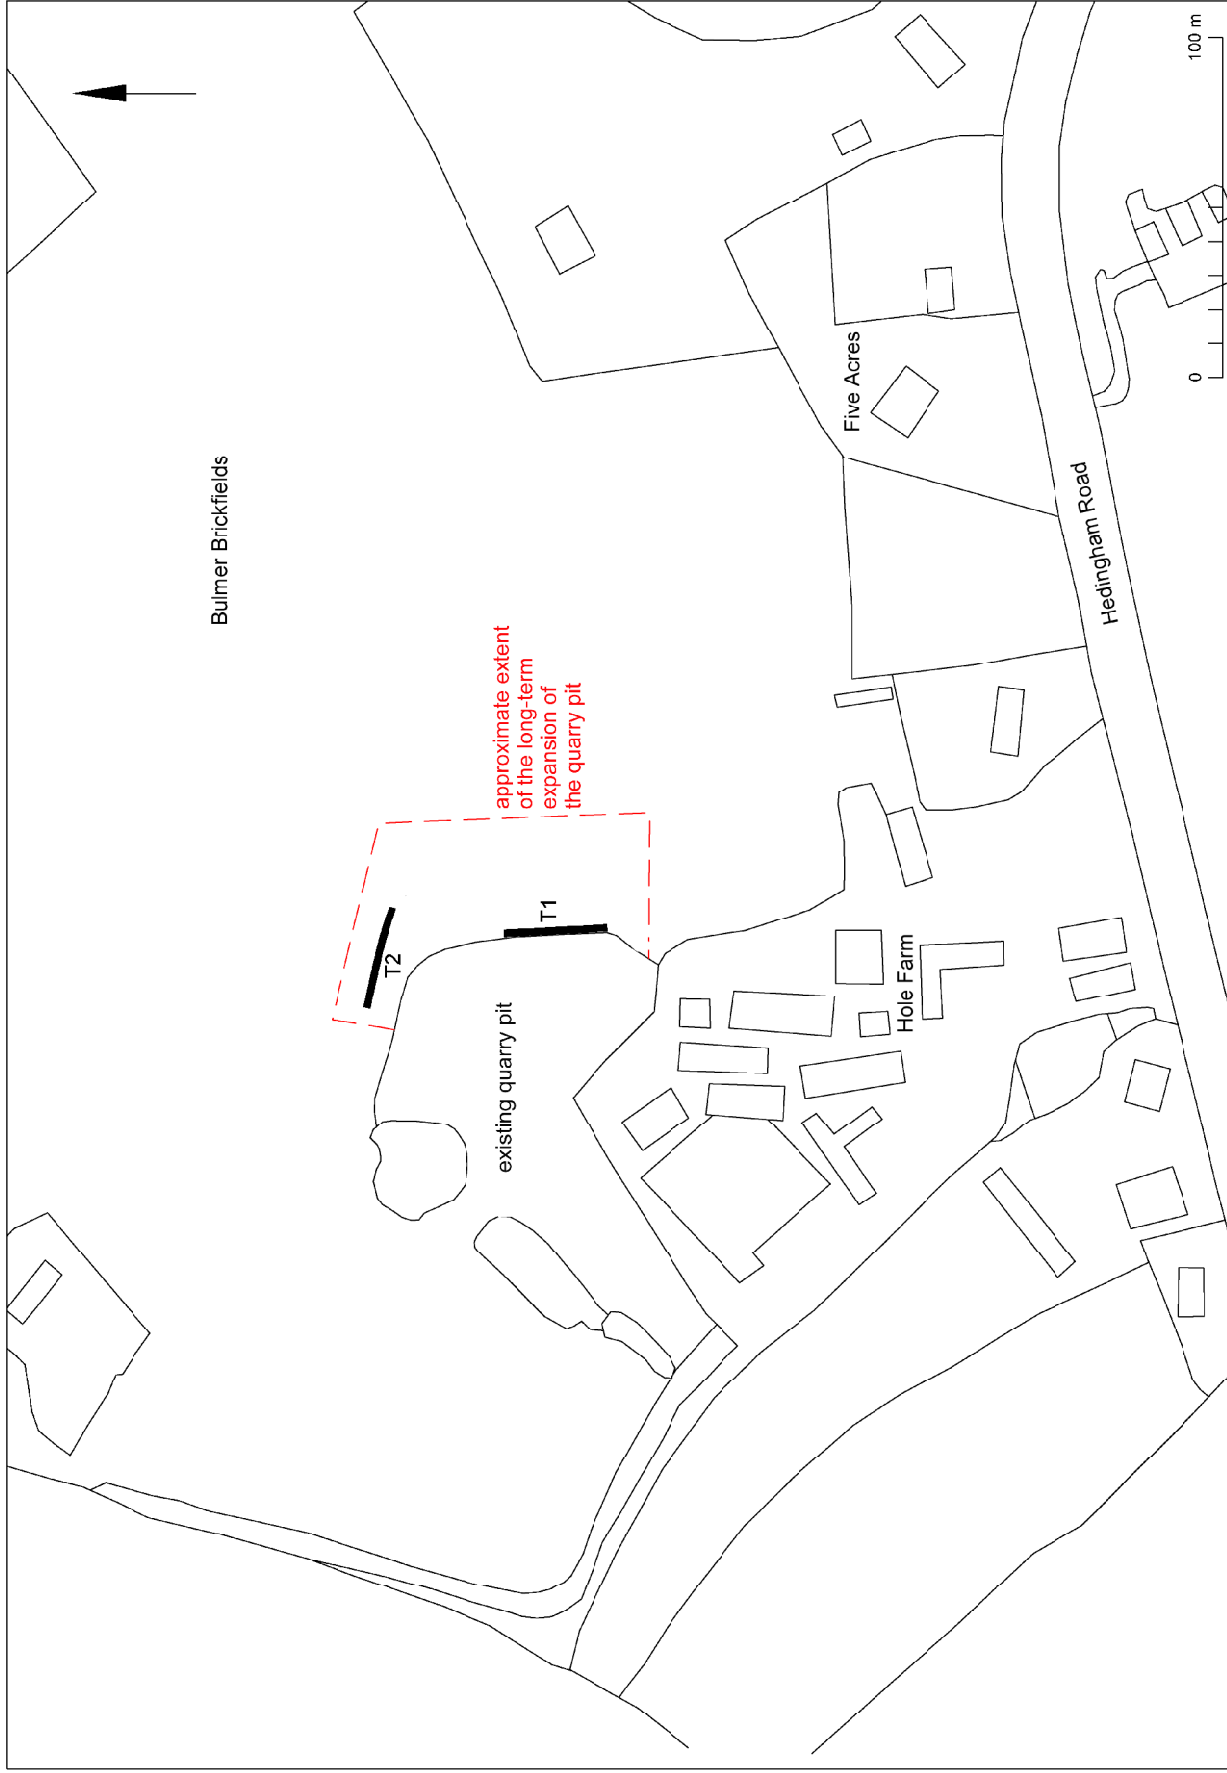 Bulmer Brickfields
approximate extent
of the long-term
expansion of
the quarry pit
T2
T1
existing quarry pit
Hole Farm
Five Acres
Hedingham Road
0
100 m